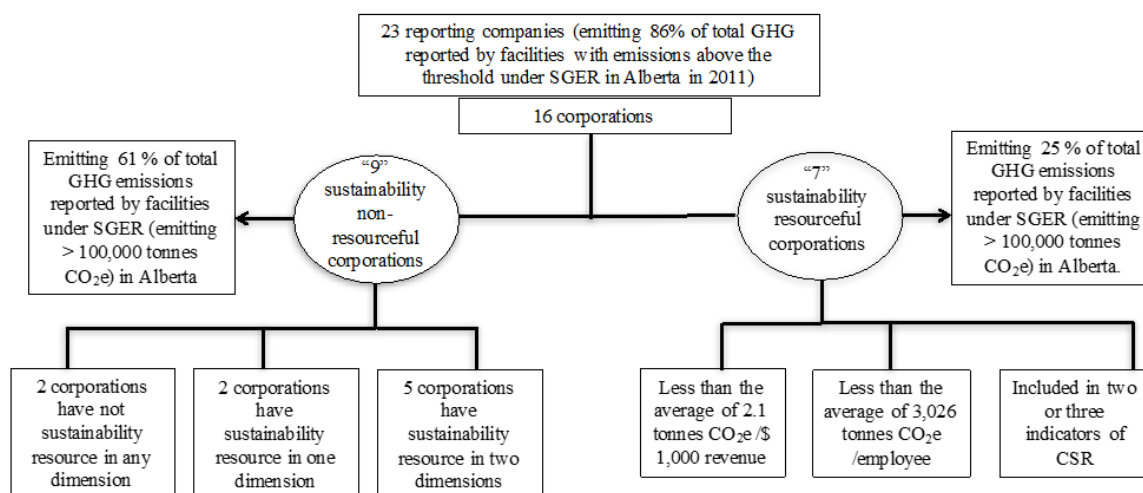 23 reporting companies (emitting 86% of total GHG
reported by facilities with emissions above the
threshold under SGER in Alberta in 2011)
16 corporations
Emitting 61 % of total
GHG emissions
reported by facilities
under SGER (emitting
> 100,000 tonnes
CO₂e) in Alberta
“9”
sustainability
non-
resourceful
corporations
“7”
sustainability
resourceful
corporations
Emitting 25 % of total
GHG emissions
reported by facilities
under SGER (emitting
> 100,000 tonnes
CO₂e) in Alberta.
2 corporations
have not
sustainability
resource in any
dimension
2 corporations
have
sustainability
resource in one
dimension
5 corporations
have
sustainability
resource in two
dimensions
Less than the
average of 2.1
tonnes CO₂e /$
1,000 revenue
Less than the
average of 3,026
tonnes CO₂e
/employee
Included in two
or three
indicators of
CSR